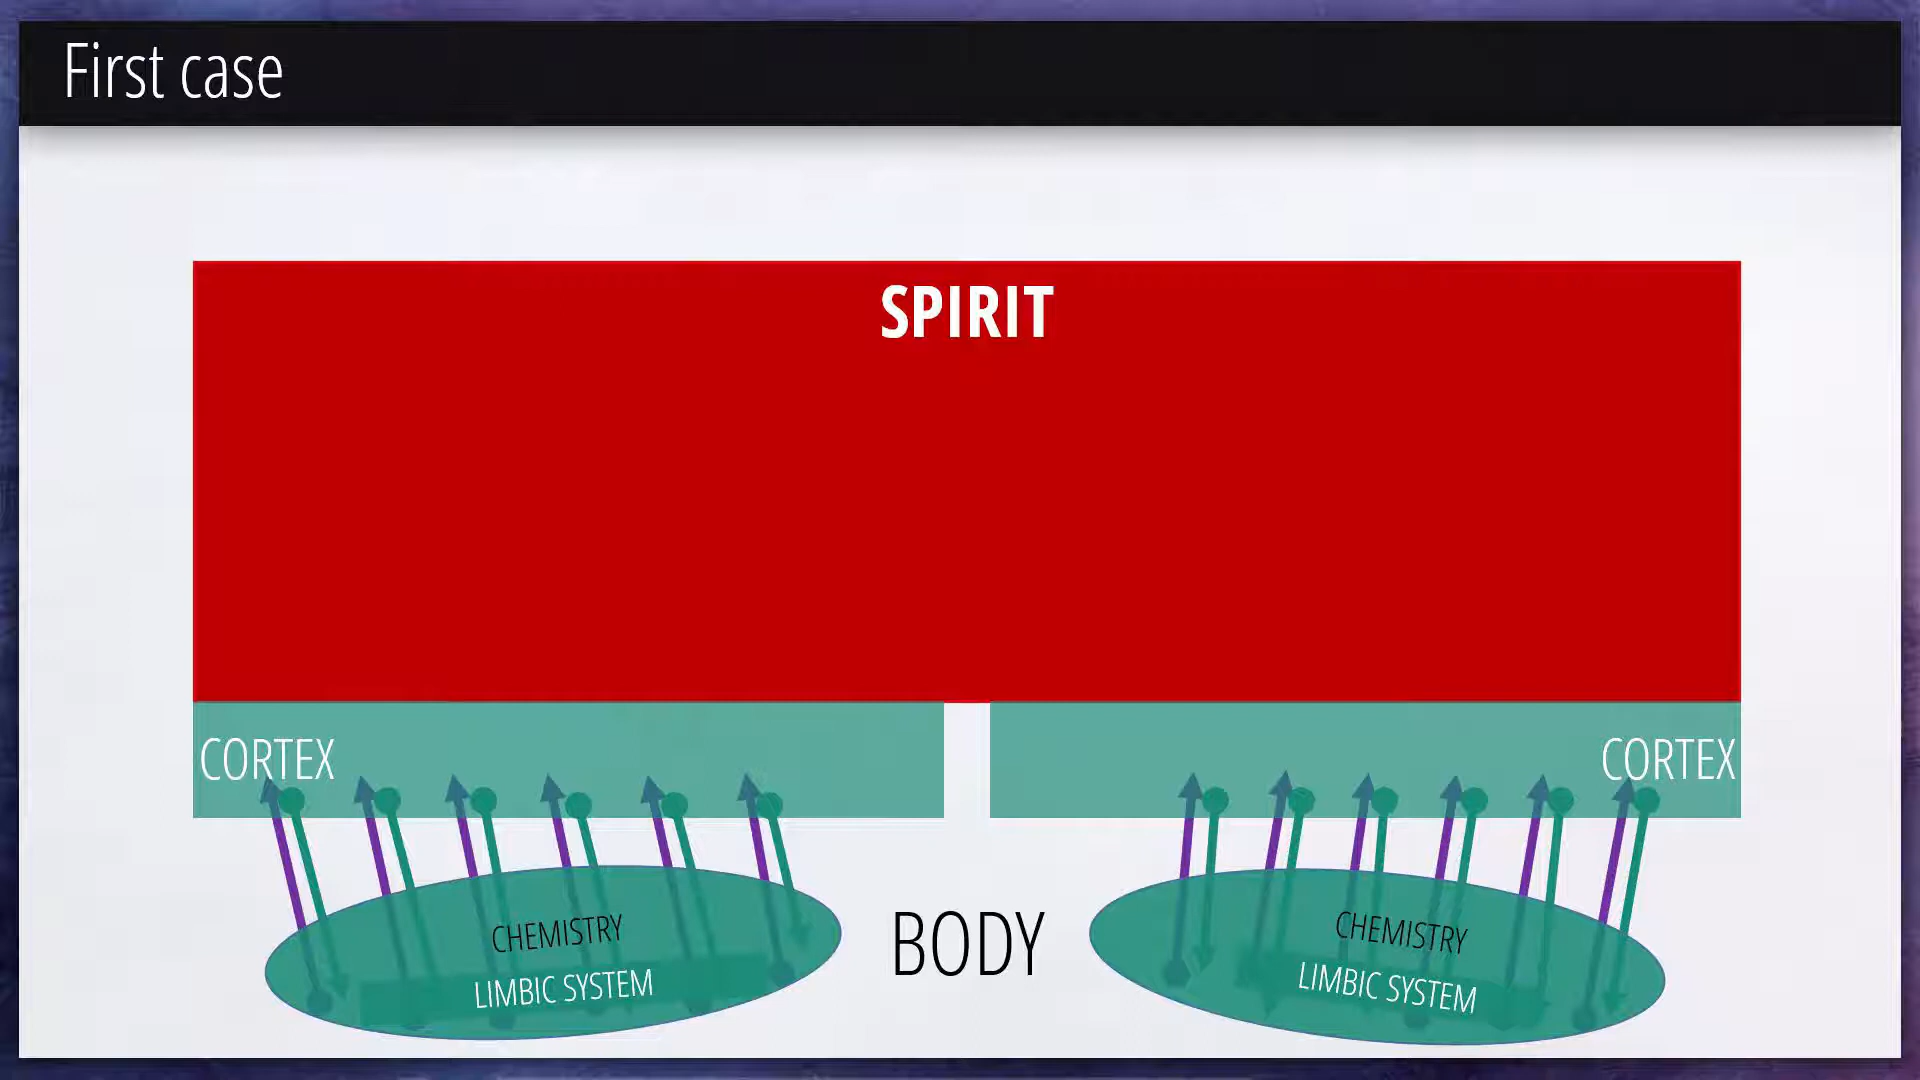 First case
SPIRIT
CORTEX
CORTEX
CHEMISTRY
LIMBIC SYSTEM
BODY
CHEMISTRY
LIMBIC SYSTEM